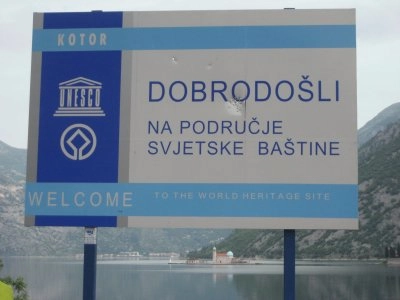 KOTOR
UNESCO
DOBRODOŠLI
NA PODRUČJE
SVJETSKE BAŠTINE
WELCOME TO THE WORLD HERITAGE SITE